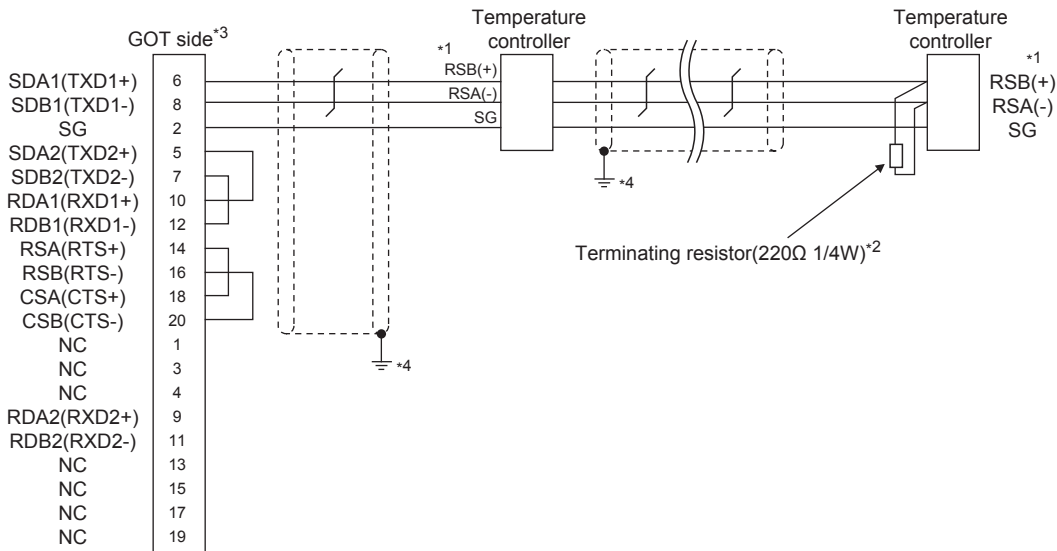 Temperature
controller
Temperature
controller
GOT side*3
*1
*1
SDA1(TXD1+) 6 RSB(+) RSB(+)
SDB1(TXD1-) 8 RSA(-) RSA(-)
SG 2 SG SG
SDA2(TXD2+) 5
SDB2(TXD2-) 7
*4
RDA1(RXD1+) 10
RDB1(RXD1-) 12
RSA(RTS+) 14
Terminating resistor(220Ω 1/4W)*2
RSB(RTS-) 16
CSA(CTS+) 18
CSB(CTS-) 20
NC 1
NC 3
*4
NC 4
RDA2(RXD2+) 9
RDB2(RXD2-) 11
NC 13
NC 15
NC 17
NC 19